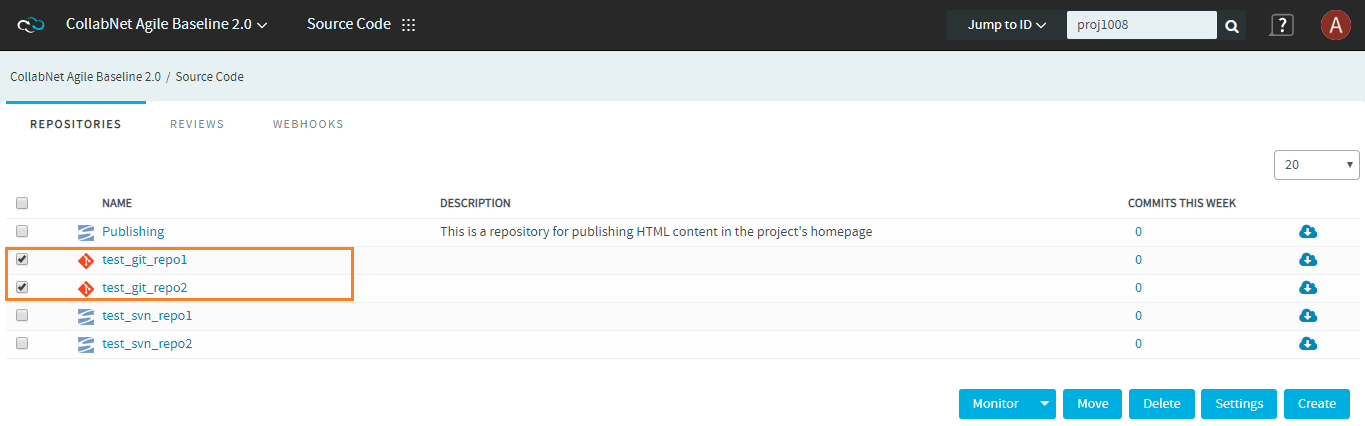 CollabNet Agile Baseline 2.0 Source Code Jump to ID proj1008 ? A
CollabNet Agile Baseline 2.0 / Source Code
REPOSITORIES REVIEWS WEBHOOKS
20
NAME DESCRIPTION COMMITS THIS WEEK
Publishing This is a repository for publishing HTML content in the project's homepage 0
test_git_repo1 0
test_git_repo2 0
test_svn_repo1 0
test_svn_repo2 0
Monitor Move Delete Settings Create